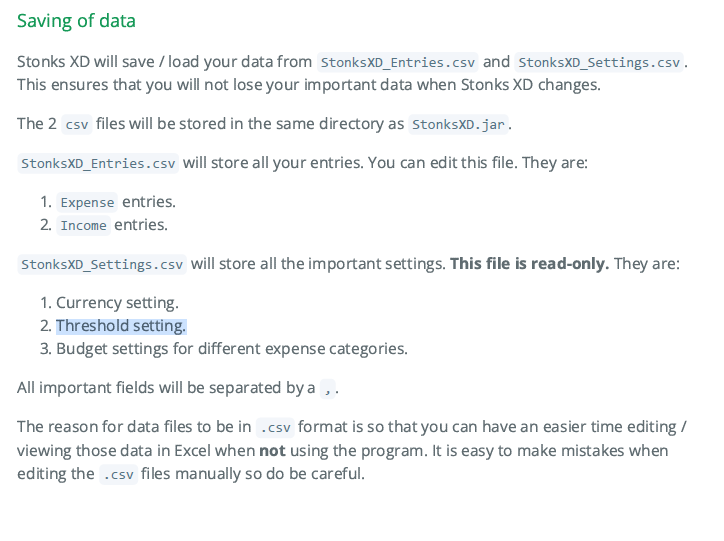 Saving of data
Stonks XD will save / load your data from StonksXD_Entries.csv and StonksXD_Settings.csv.
This ensures that you will not lose your important data when Stonks XD changes.
The 2 csv files will be stored in the same directory as StonksXD.jar.
StonksXD_Entries.csv will store all your entries. You can edit this file. They are:
1. Expense entries.
2. Income entries.
StonksXD_Settings.csv will store all the important settings. This file is read-only. They are:
1. Currency setting.
2. Threshold setting.
3. Budget settings for different expense categories.
All important fields will be separated by a ,.
The reason for data files to be in .csv format is so that you can have an easier time editing /
viewing those data in Excel when not using the program. It is easy to make mistakes when
editing the .csv files manually so do be careful.